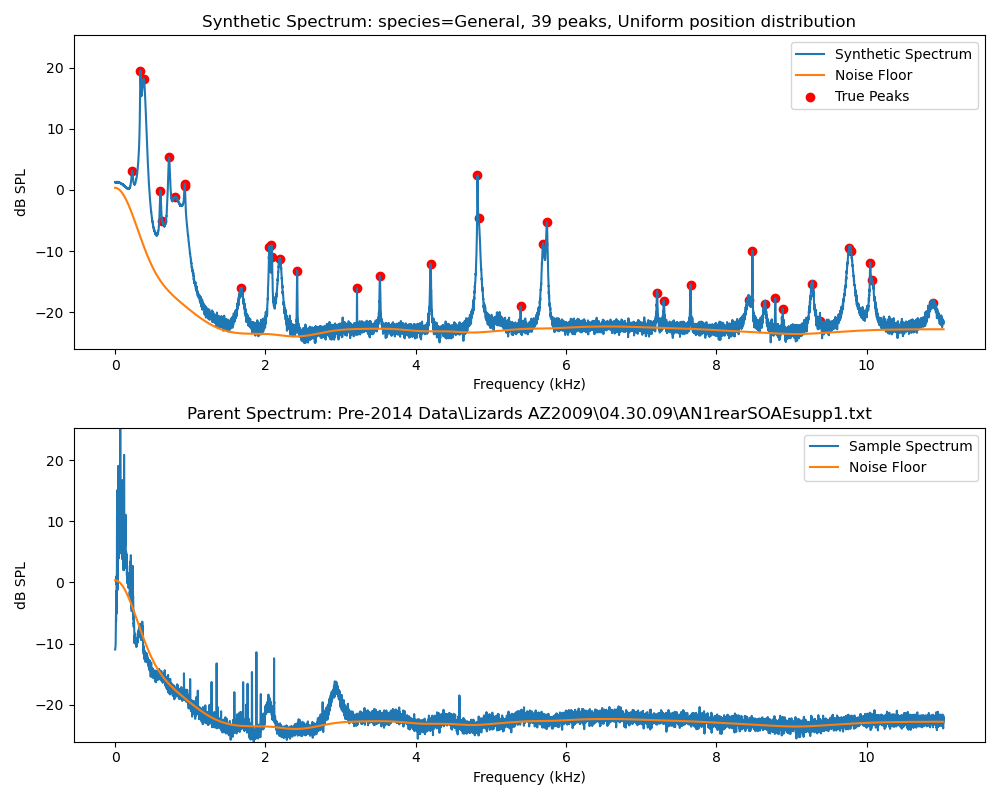 Synthetic Spectrum: species=General, 39 peaks, Uniform position distribution
Synthetic Spectrum
Noise Floor
True Peaks
dB SPL
20
10
0
−10
−20
0 2 4 6 8 10
Frequency (kHz)
Parent Spectrum: Pre-2014 Data\Lizards AZ2009\04.30.09\AN1rearSOAEsupp1.txt
Sample Spectrum
Noise Floor
dB SPL
20
10
0
−10
−20
0 2 4 6 8 10
Frequency (kHz)